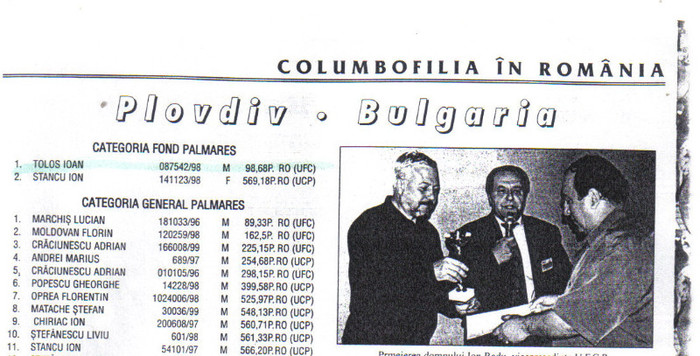 COLUMBOFILIA ÎN ROMÂNIA
Plovdiv - Bulgaria
CATEGORIA FOND PALMARES
1. TOLOS IOAN 087542/98 M 98,68P. RO (UFC)
2. STANCU ION 141123/98 F 569,18P. RO (UCP)
CATEGORIA GENERAL PALMARES
1. MARCHIȘ LUCIAN 181033/96 M 89,33P. RO (UFC)
2. MOLDOVAN FLORIN 120259/98 M 162,5P. RO (UFC)
3. CRĂCIUNESCU ADRIAN 166008/99 M 225,15P. RO (UFC)
4. ANDREI MARIUS 689/97 M 254,68P. RO (UCP)
5, CRĂCIUNESCU ADRIAN 010105/96 M 298,15P. RO (UFC)
6. POPESCU GHEORGHE 14228/98 M 399,58P. RO (UCP)
7. OPREA FLORENTIN 1024006/98 M 525,97P. RO (UCP)
8. MATACHE ȘTEFAN 30036/99 M 548,13P. RO (UCP)
9. CHIRIAC ION 200608/97 M 560,71P. RO (UCP)
10. ȘTEFĂNESCU LIVIU 601/98 M 561,33P. RO (UCP)
11. STANCU ION 54101/97 M 566,20P. RO (UCP)